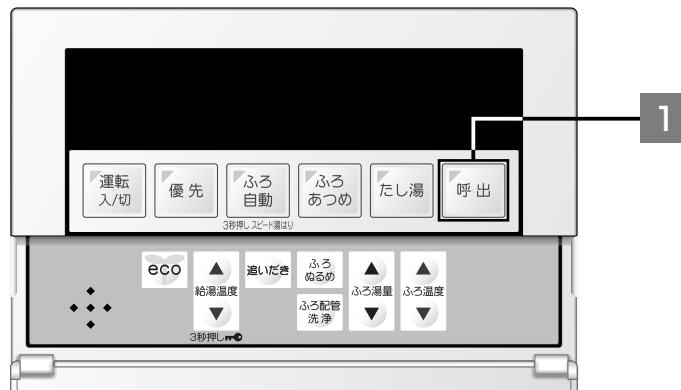 1
運転
入/切
優先
ふろ
自動
ふろ
あつめ
たし湯
呼出
3秒押しスピード湯はり
eco
給湯温度
3秒押し
追いだき
ふろ
ぬるめ
ふろ配管
洗浄
ふろ湯量
ふろ温度